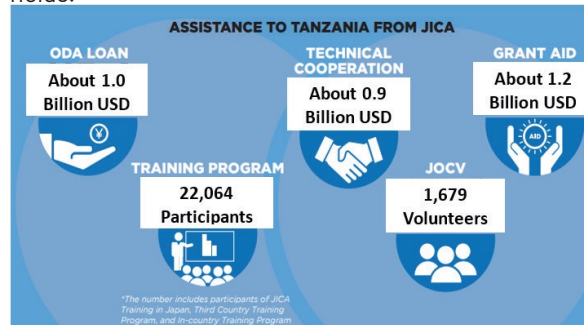 ASSISTANCE TO TANZANIA FROM JICA
ODA LOAN
About 1.0
Billion USD
¥
TECHNICAL
COOPERATION
About 0.9
Billion USD
GRANT AID
About 1.2
Billion USD
AID
TRAINING PROGRAM
22,064
Participants
JOCV
1,679
Volunteers
*The number includes participants of JICA
Training in Japan, Third Country Training
Program, and In-country Training Program